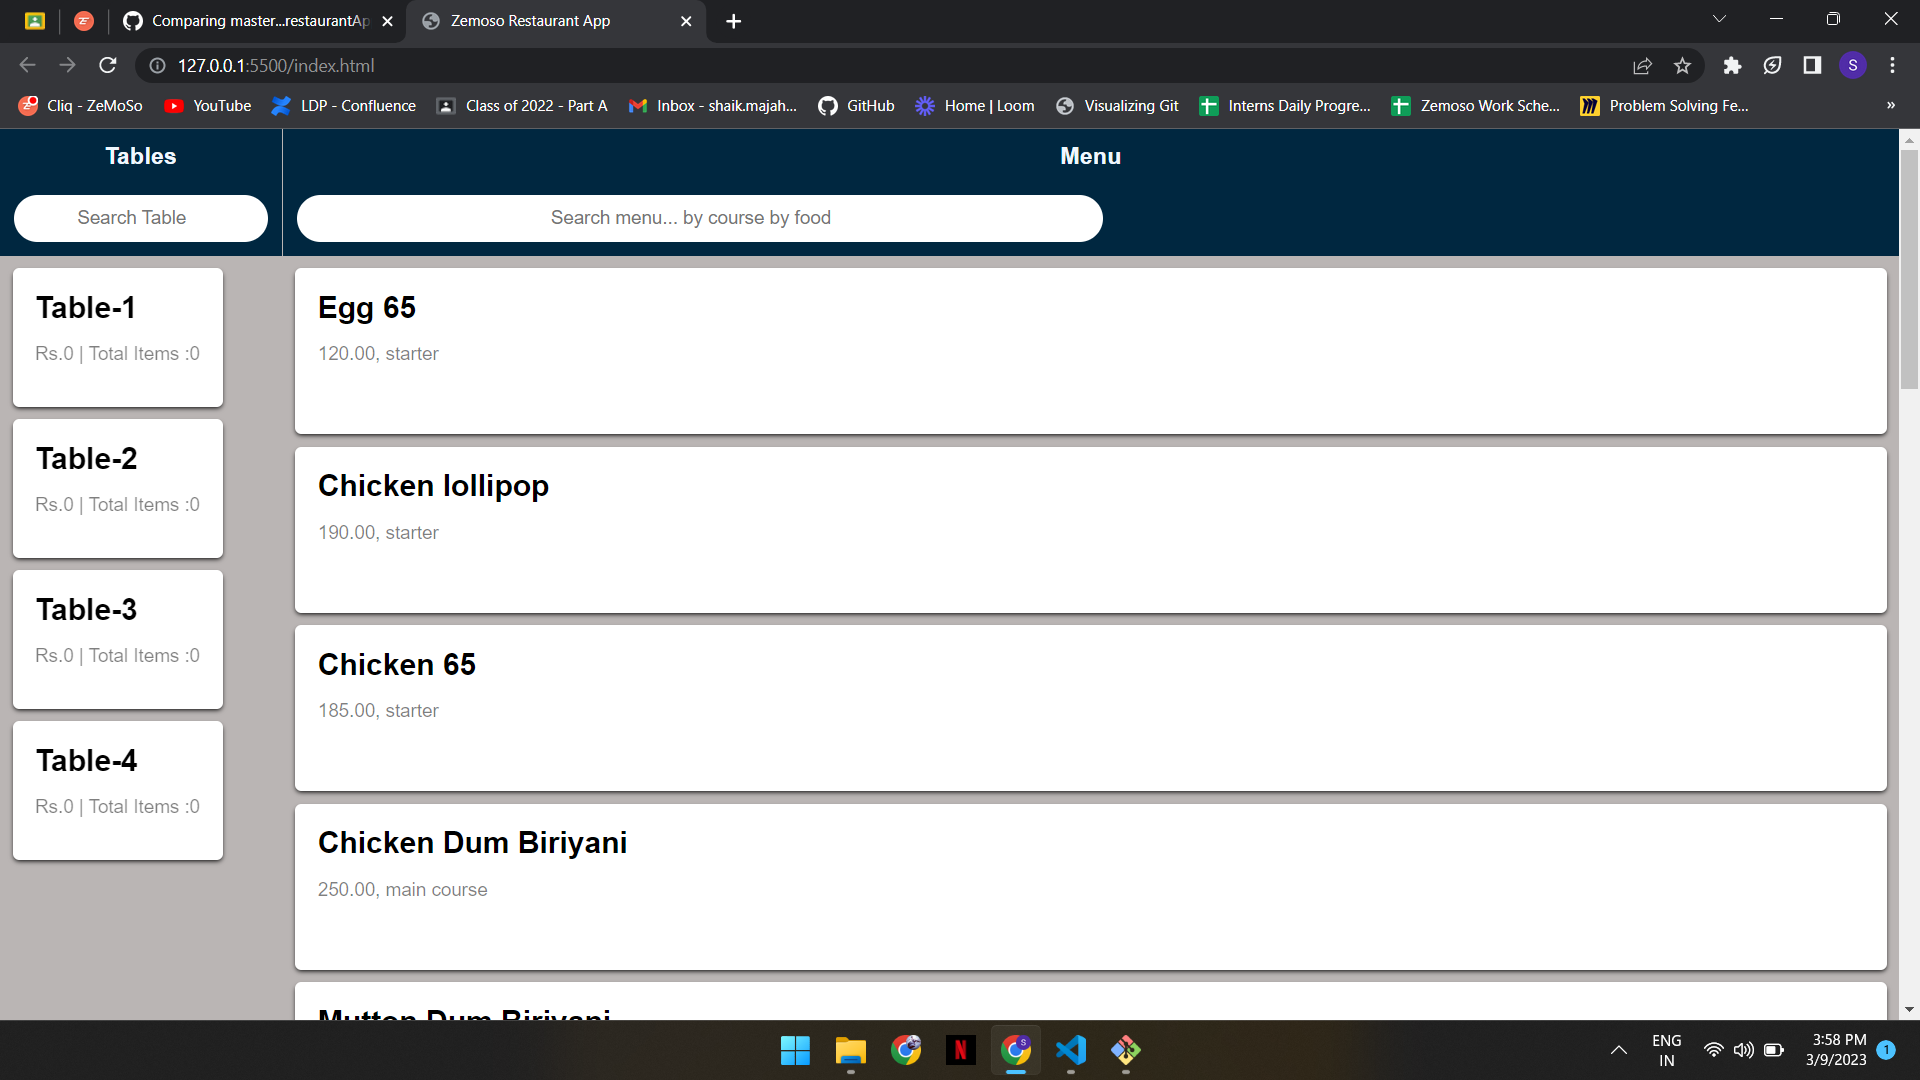 Comparing master...restaurantAp
Zemoso Restaurant App
127.0.0.1:5500/index.html
S
Cliq - ZeMoSo
YouTube
LDP - Confluence
Class of 2022 - Part A
Inbox - shaik.majah...
GitHub
Home | Loom
Visualizing Git
Interns Daily Progre...
Zemoso Work Sche...
Problem Solving Fe...
»
Tables
Menu
Search Table
Search menu... by course by food
Table-1
Rs.0 | Total Items :0
Table-2
Rs.0 | Total Items :0
Table-3
Rs.0 | Total Items :0
Table-4
Rs.0 | Total Items :0
Egg 65
120.00, starter
Chicken lollipop
190.00, starter
Chicken 65
185.00, starter
Chicken Dum Biriyani
250.00, main course
Mutton Dum Biriyani
N
S
ENG
IN
3:58 PM
3/9/2023
1